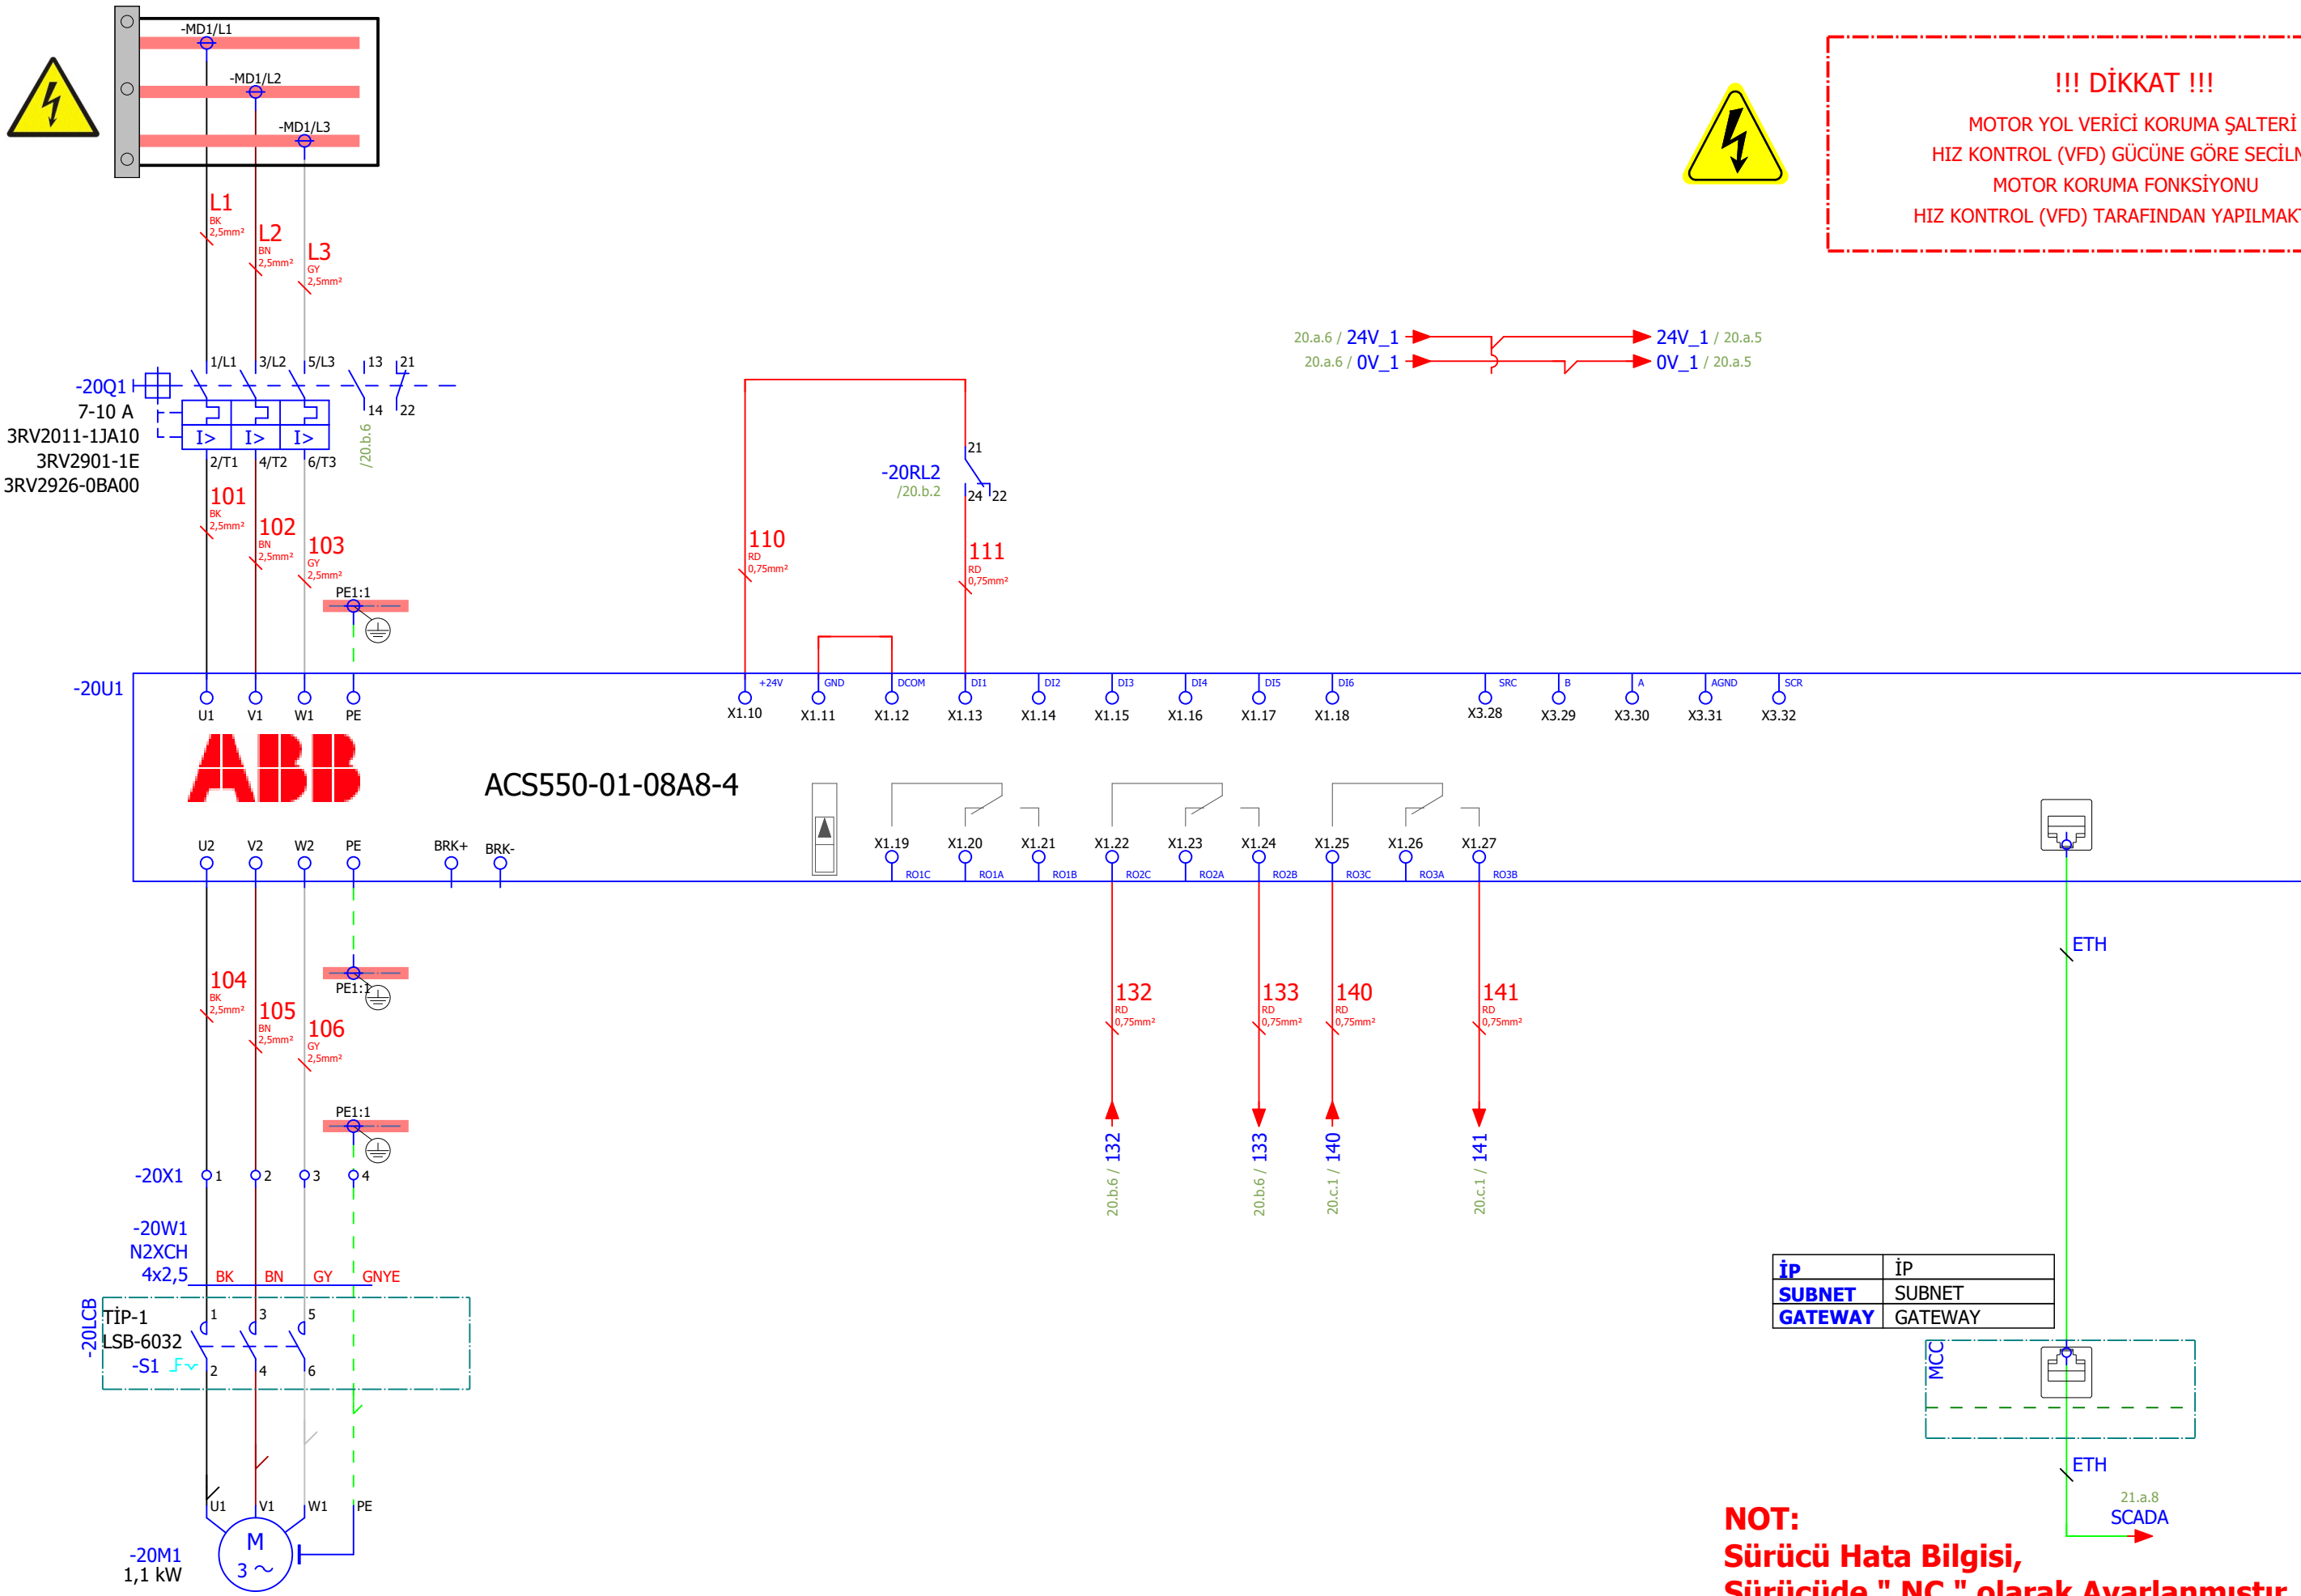 -MD1/L1
-MD1/L2
-MD1/L3
!!! DİKKAT !!!
MOTOR YOL VERİCİ KORUMA ŞALTERİ
HIZ KONTROL (VFD) GÜCÜNE GÖRE
MOTOR KORUMA FONKSİYONU
HIZ KONTROL (VFD) TARAFINDAN
L1
BK
2,5mm²
L2
BN
2,5mm²
L3
GY
2,5mm²
20.a.6 / 24V_1 24V_1 / 20.a.5
20.a.6 / 0V_1 0V_1 / 20.a.5
1/L1 3/L2 5/L3 13 21
-20Q1
7-10 A
3RV2011-1JA10
3RV2901-1E
3RV2926-0BA00
I> I> I>
14 22
/20.b.6
2/T1 4/T2 6/T3
21
-20RL2
/20.b.2
24 22
101
BK
2,5mm²
102
BN
2,5mm²
103
GY
2,5mm²
110
RD
0,75mm²
111
RD
0,75mm²
PE1:1
-20U1
+24V GND DCOM DI1 DI2 DI3 DI4 DI5 DI6 SRC B A AGND SCR
U1 V1 W1 PE
X1.10 X1.11 X1.12 X1.13 X1.14 X1.15 X1.16 X1.17 X1.18 X3.28 X3.29 X3.30 X3.31 X3.32
ABB
ACS550-01-08A8-4
U2 V2 W2 PE BRK+ BRK-
X1.19 X1.20 X1.21 X1.22 X1.23 X1.24 X1.25 X1.26 X1.27
RO1C RO1A RO1B RO2C RO2A RO2B RO3C RO3A RO3B
ETH
PE1:1
104
BK
2,5mm²
105
BN
2,5mm²
106
GY
2,5mm²
132
RD
0,75mm²
133
RD
0,75mm²
140
RD
0,75mm²
141
RD
0,75mm²
PE1:1
20.b.6 / 132
20.b.6 / 133
20.c.1 / 140
20.c.1 / 141
-20X1 1 2 3 4
-20W1
N2XCH
4x2,5
BK BN GY GNYE
İP İP
SUBNET SUBNET
GATEWAY GATEWAY
-20LCB
TİP-1
LSB-6032
-S1
1 3 5
2 4 6
MCC
ETH
21.a.8
SCADA
U1 V1 W1 PE
M
3 ~
-20M1
1,1 kW
NOT:
Sürücü Hata Bilgisi,
Sürücüde " NC " olarak Ayarlanmıştır